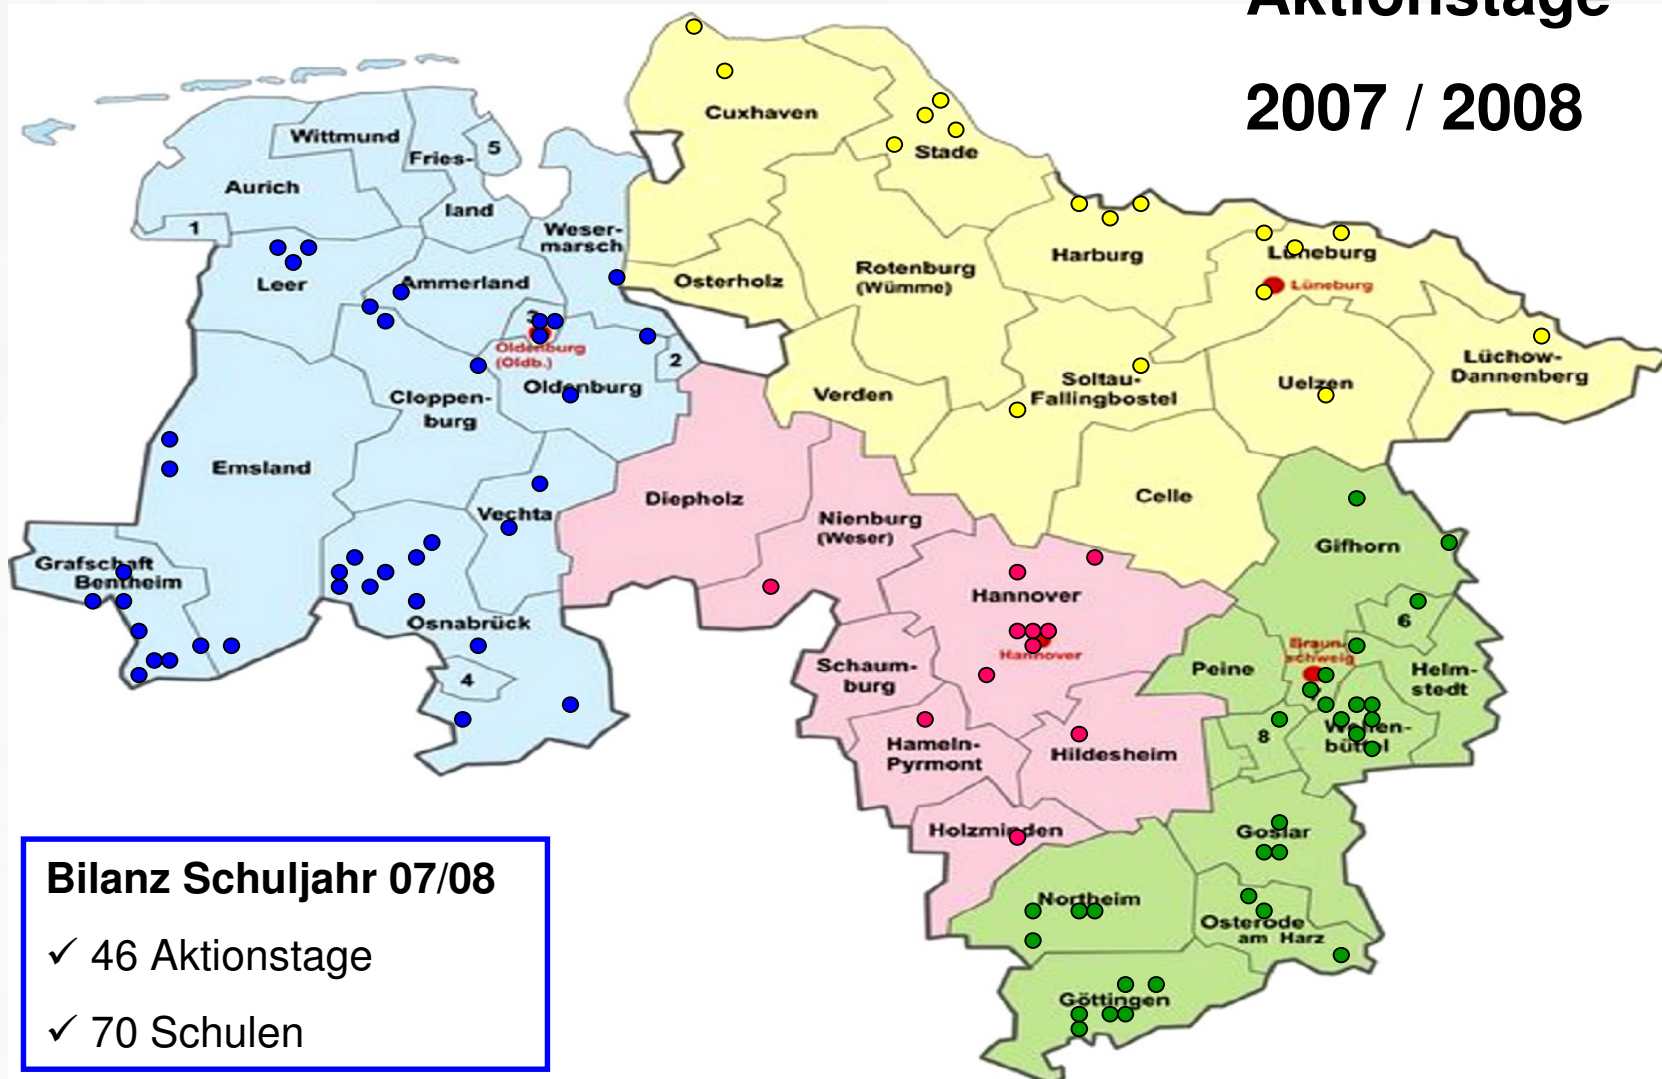 Aktionstage
2007 / 2008
Cuxhaven
Wittmund
5
Fries-
land
Stade
Aurich
1
Weser-
marsch
Harburg
Lüneburg
Lüneburg
Leer
Ammerland
Osterholz
Rotenburg
(Wümme)
3
Oldenburg
(Oldb.)
2
Oldenburg
Cloppen-
burg
Verden
Soltau-
Fallingbostel
Uelzen
Lüchow-
Dannenberg
Emsland
Diepholz
Celle
Vechta
Nienburg
(Weser)
Gifhorn
Grafschaft
Bentheim
Hannover
6
Osnabrück
Hannover
Braun-
schweig
Peine
Helm-
stedt
Schaum-
burg
4
8
Wolfen-
büttel
Hameln-
Pyrmont
Hildesheim
Holzminden
Goslar
Northeim
Osterode
am Harz
Göttingen
Bilanz Schuljahr 07/08
✓ 46 Aktionstage
✓ 70 Schulen